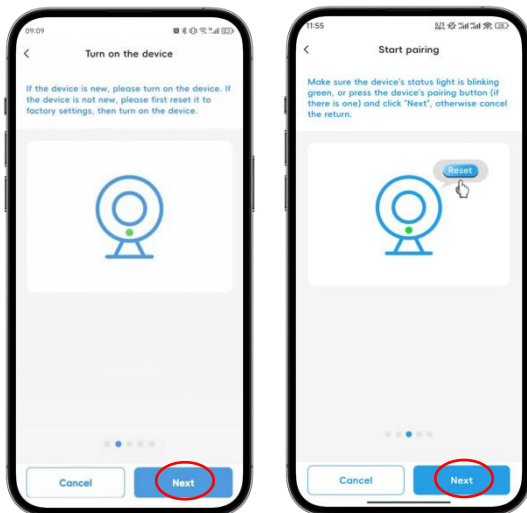 09:09
Turn on the device
If the device is new, please turn on the device. If
the device is not new, please first reset it to
factory settings, then turn on the device.
Cancel
Next
11:55
Start pairing
Make sure the device's status light is blinking
green, or press the device's pairing button (if
there is one) and click "Next", otherwise cancel
the return.
Reset
Cancel
Next